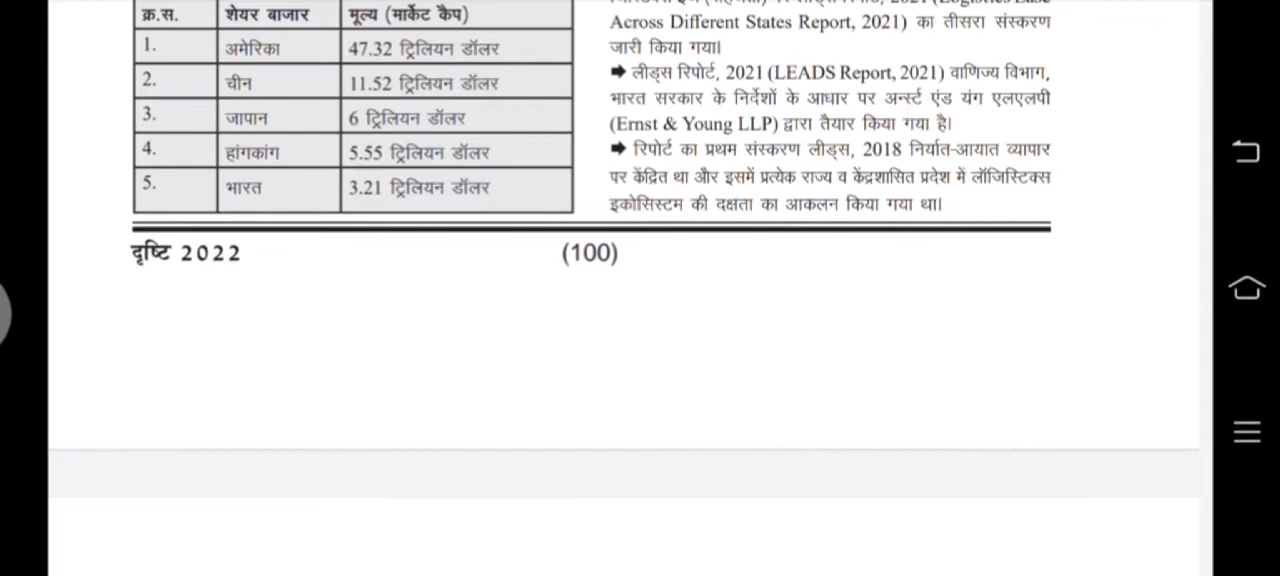 क्र.स. शेयर बाजार मूल्य (मार्केट कैप)
1. अमेरिका 47.32 ट्रिलियन डॉलर
2. चीन 11.52 ट्रिलियन डॉलर
3. जापान 6 ट्रिलियन डॉलर
4. हांगकांग 5.55 ट्रिलियन डॉलर
5. भारत 3.21 ट्रिलियन डॉलर
2021 (Logistics Ease
Across Different States Report, 2021) का तीसरा संस्करण
जारी किया गया।
➡ लीड्स रिपोर्ट, 2021 (LEADS Report, 2021) वाणिज्य विभाग,
भारत सरकार के निर्देशों के आधार पर अर्न्स्ट एंड यंग एलएलपी
(Ernst & Young LLP) द्वारा तैयार किया गया है।
➡ रिपोर्ट का प्रथम संस्करण लीड्स, 2018 निर्यात-आयात व्यापार
पर केंद्रित था और इसमें प्रत्येक राज्य व केंद्रशासित प्रदेश में लॉजिस्टिक्स
इकोसिस्टम की दक्षता का आकलन किया गया था।
दृष्टि 2022 (100)